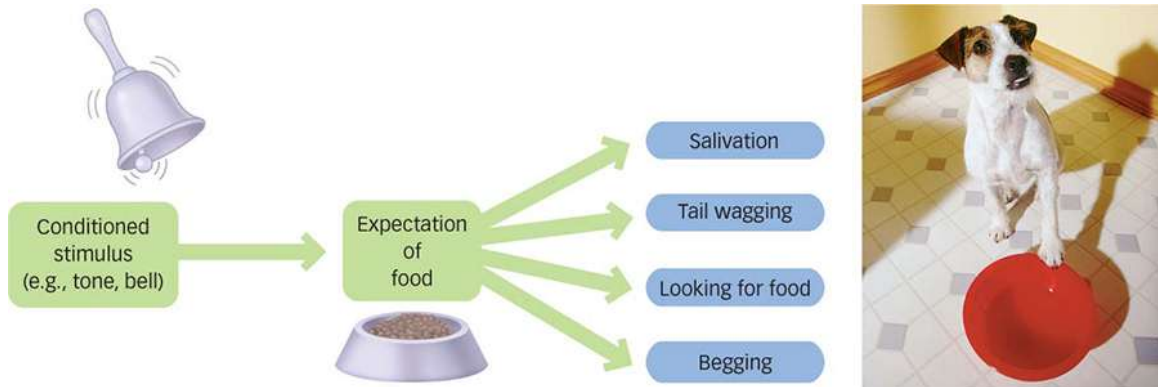 Conditioned
stimulus
(e.g., tone, bell)
Expectation
of
food
Salivation
Tail wagging
Looking for food
Begging